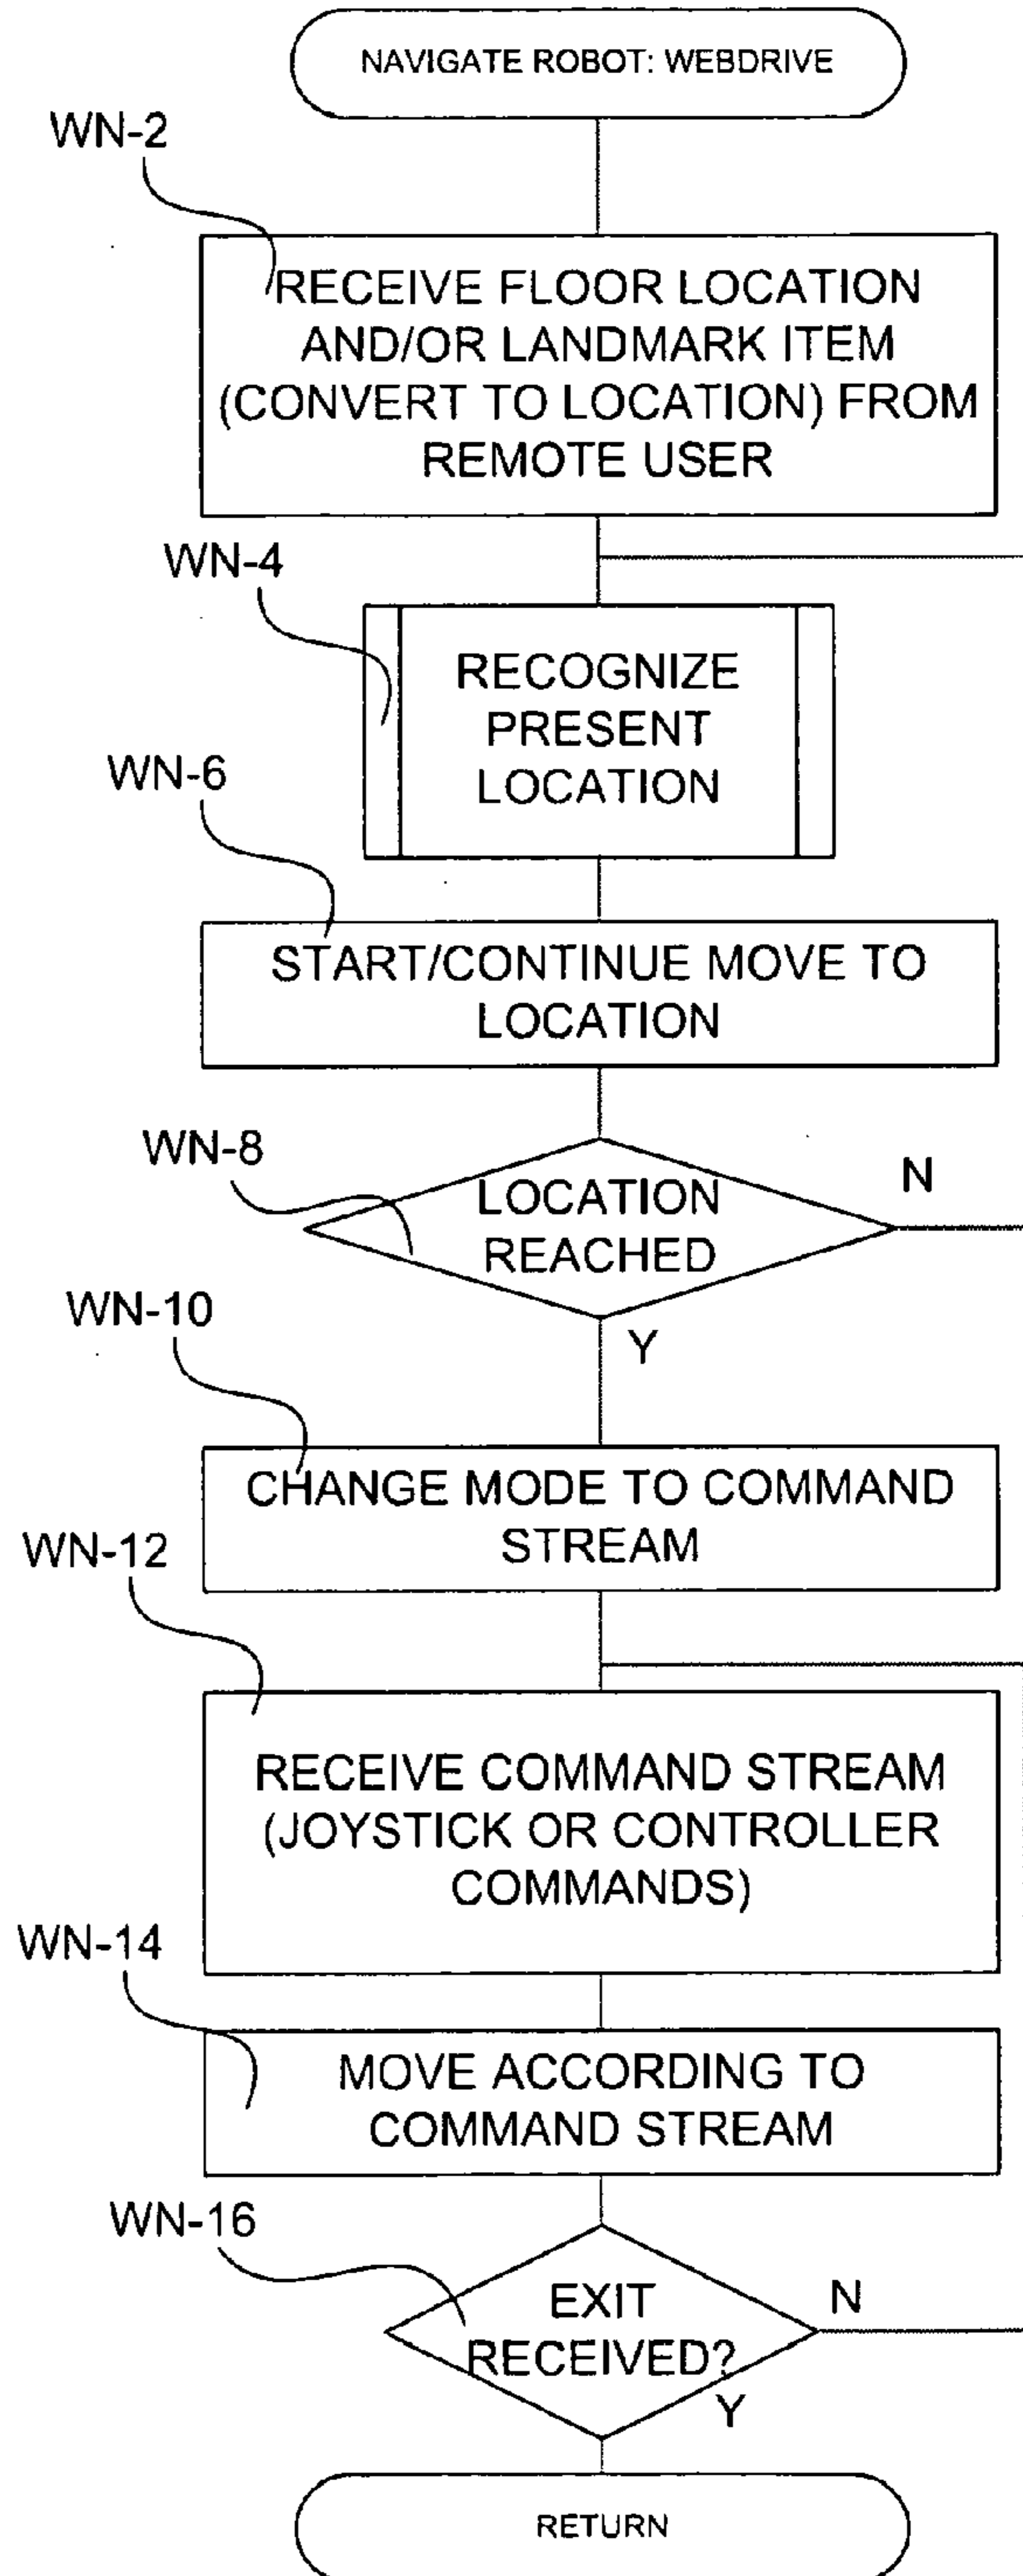 NAVIGATE ROBOT: WEBDRIVE
WN-2
RECEIVE FLOOR LOCATION
AND/OR LANDMARK ITEM
(CONVERT TO LOCATION) FROM
REMOTE USER
WN-4
RECOGNIZE
PRESENT
LOCATION
WN-6
START/CONTINUE MOVE TO
LOCATION
WN-8
LOCATION
REACHED
N
Y
WN-10
CHANGE MODE TO COMMAND
STREAM
WN-12
RECEIVE COMMAND STREAM
(JOYSTICK OR CONTROLLER
COMMANDS)
WN-14
MOVE ACCORDING TO
COMMAND STREAM
WN-16
EXIT
RECEIVED?
N
Y
RETURN